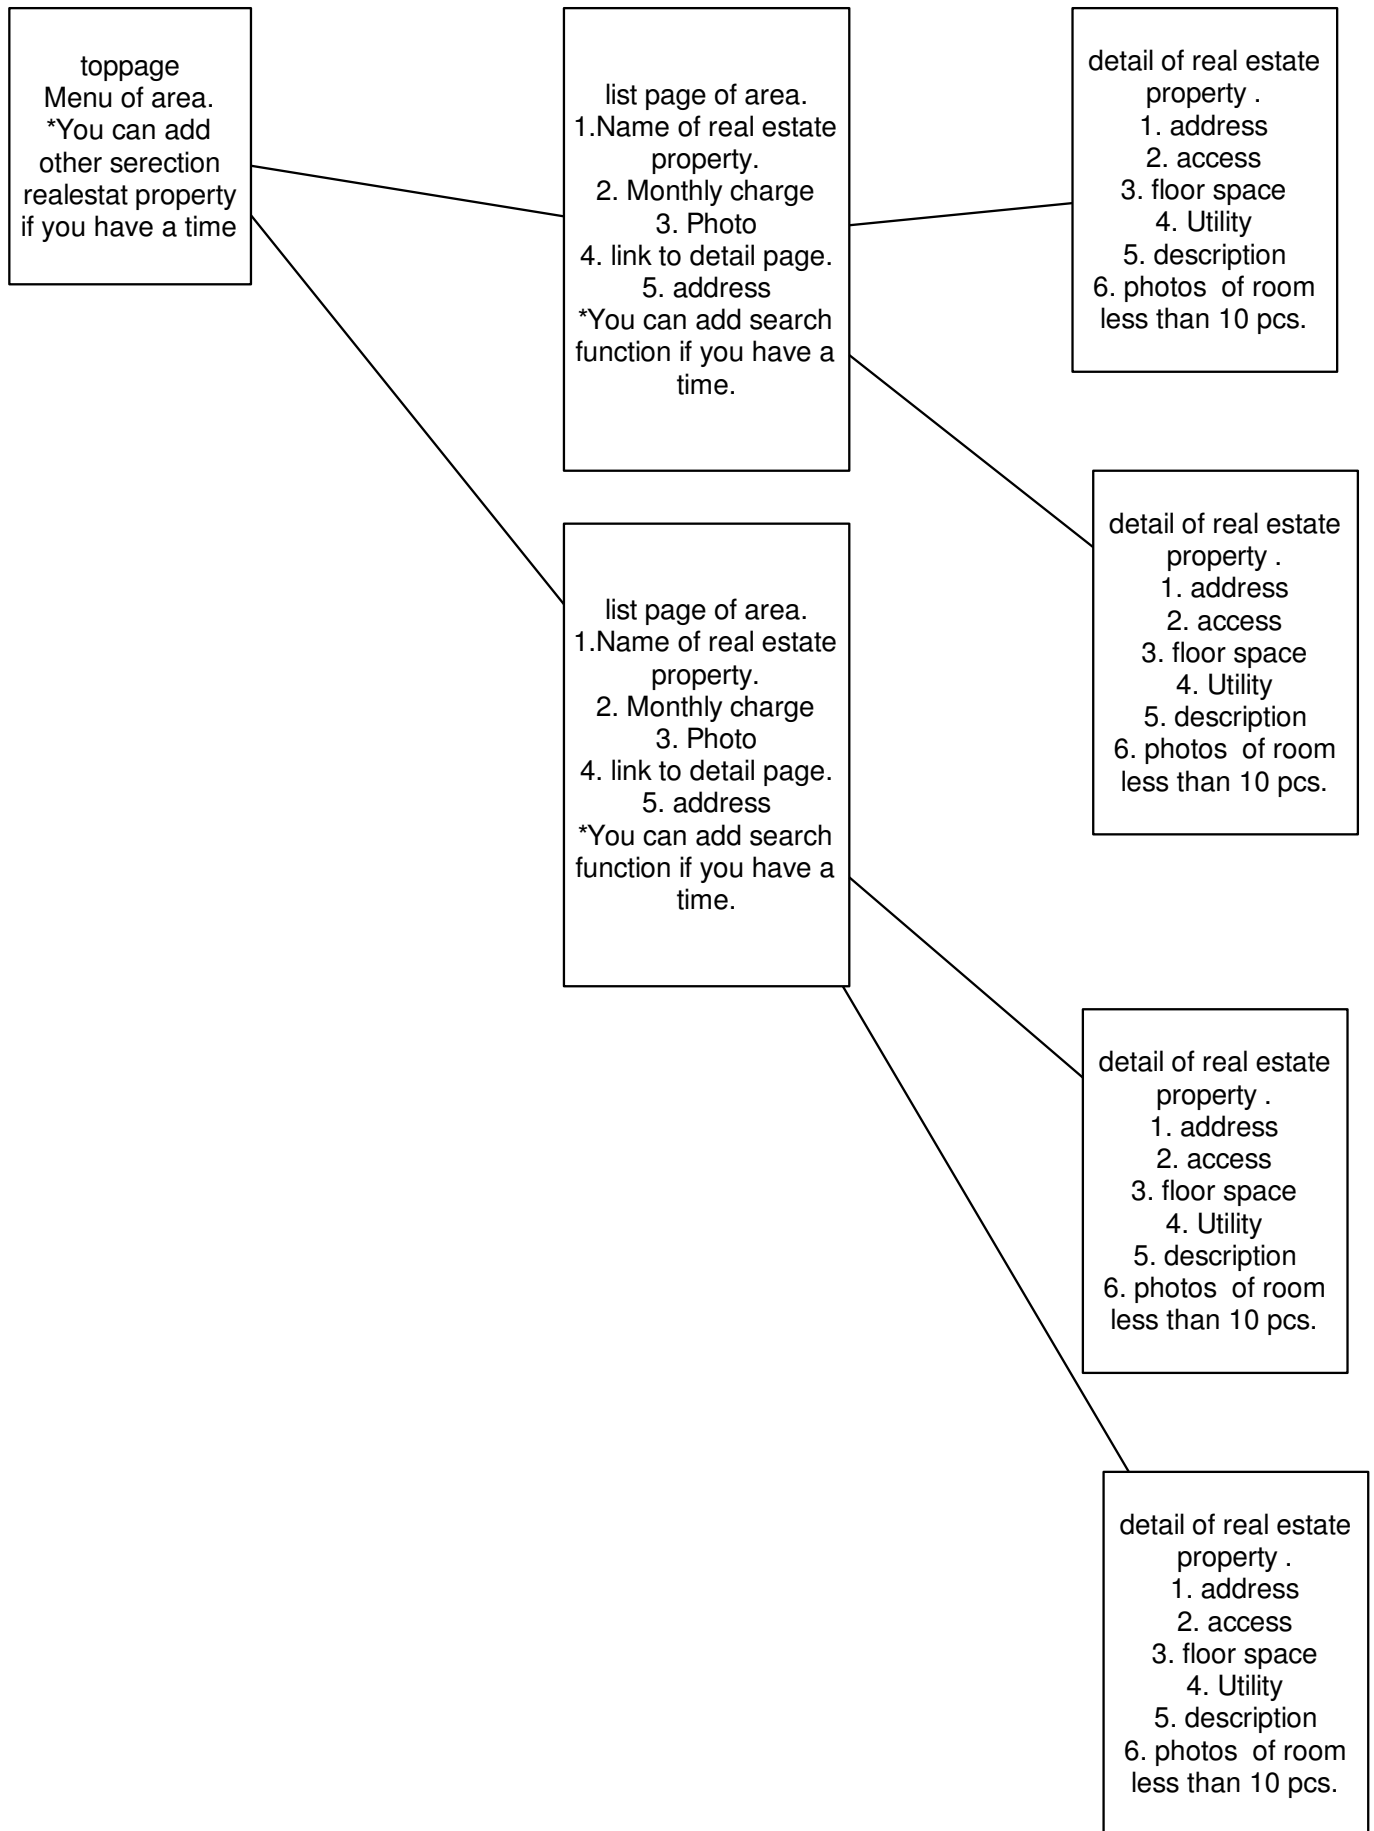 toppage
Menu of area.
*You can add
other serection
realestat property
if you have a time
list page of area.
1.Name of real estate
property.
2. Monthly charge
3. Photo
4. link to detail page.
5. address
*You can add search
function if you have a
time.
detail of real estate
property .
1. address
2. access
3. floor space
4. Utility
5. description
6. photos  of room
less than 10 pcs.
detail of real estate
property .
1. address
2. access
3. floor space
4. Utility
5. description
6. photos  of room
less than 10 pcs.
list page of area.
1.Name of real estate
property.
2. Monthly charge
3. Photo
4. link to detail page.
5. address
*You can add search
function if you have a
time.
detail of real estate
property .
1. address
2. access
3. floor space
4. Utility
5. description
6. photos  of room
less than 10 pcs.
detail of real estate
property .
1. address
2. access
3. floor space
4. Utility
5. description
6. photos  of room
less than 10 pcs.